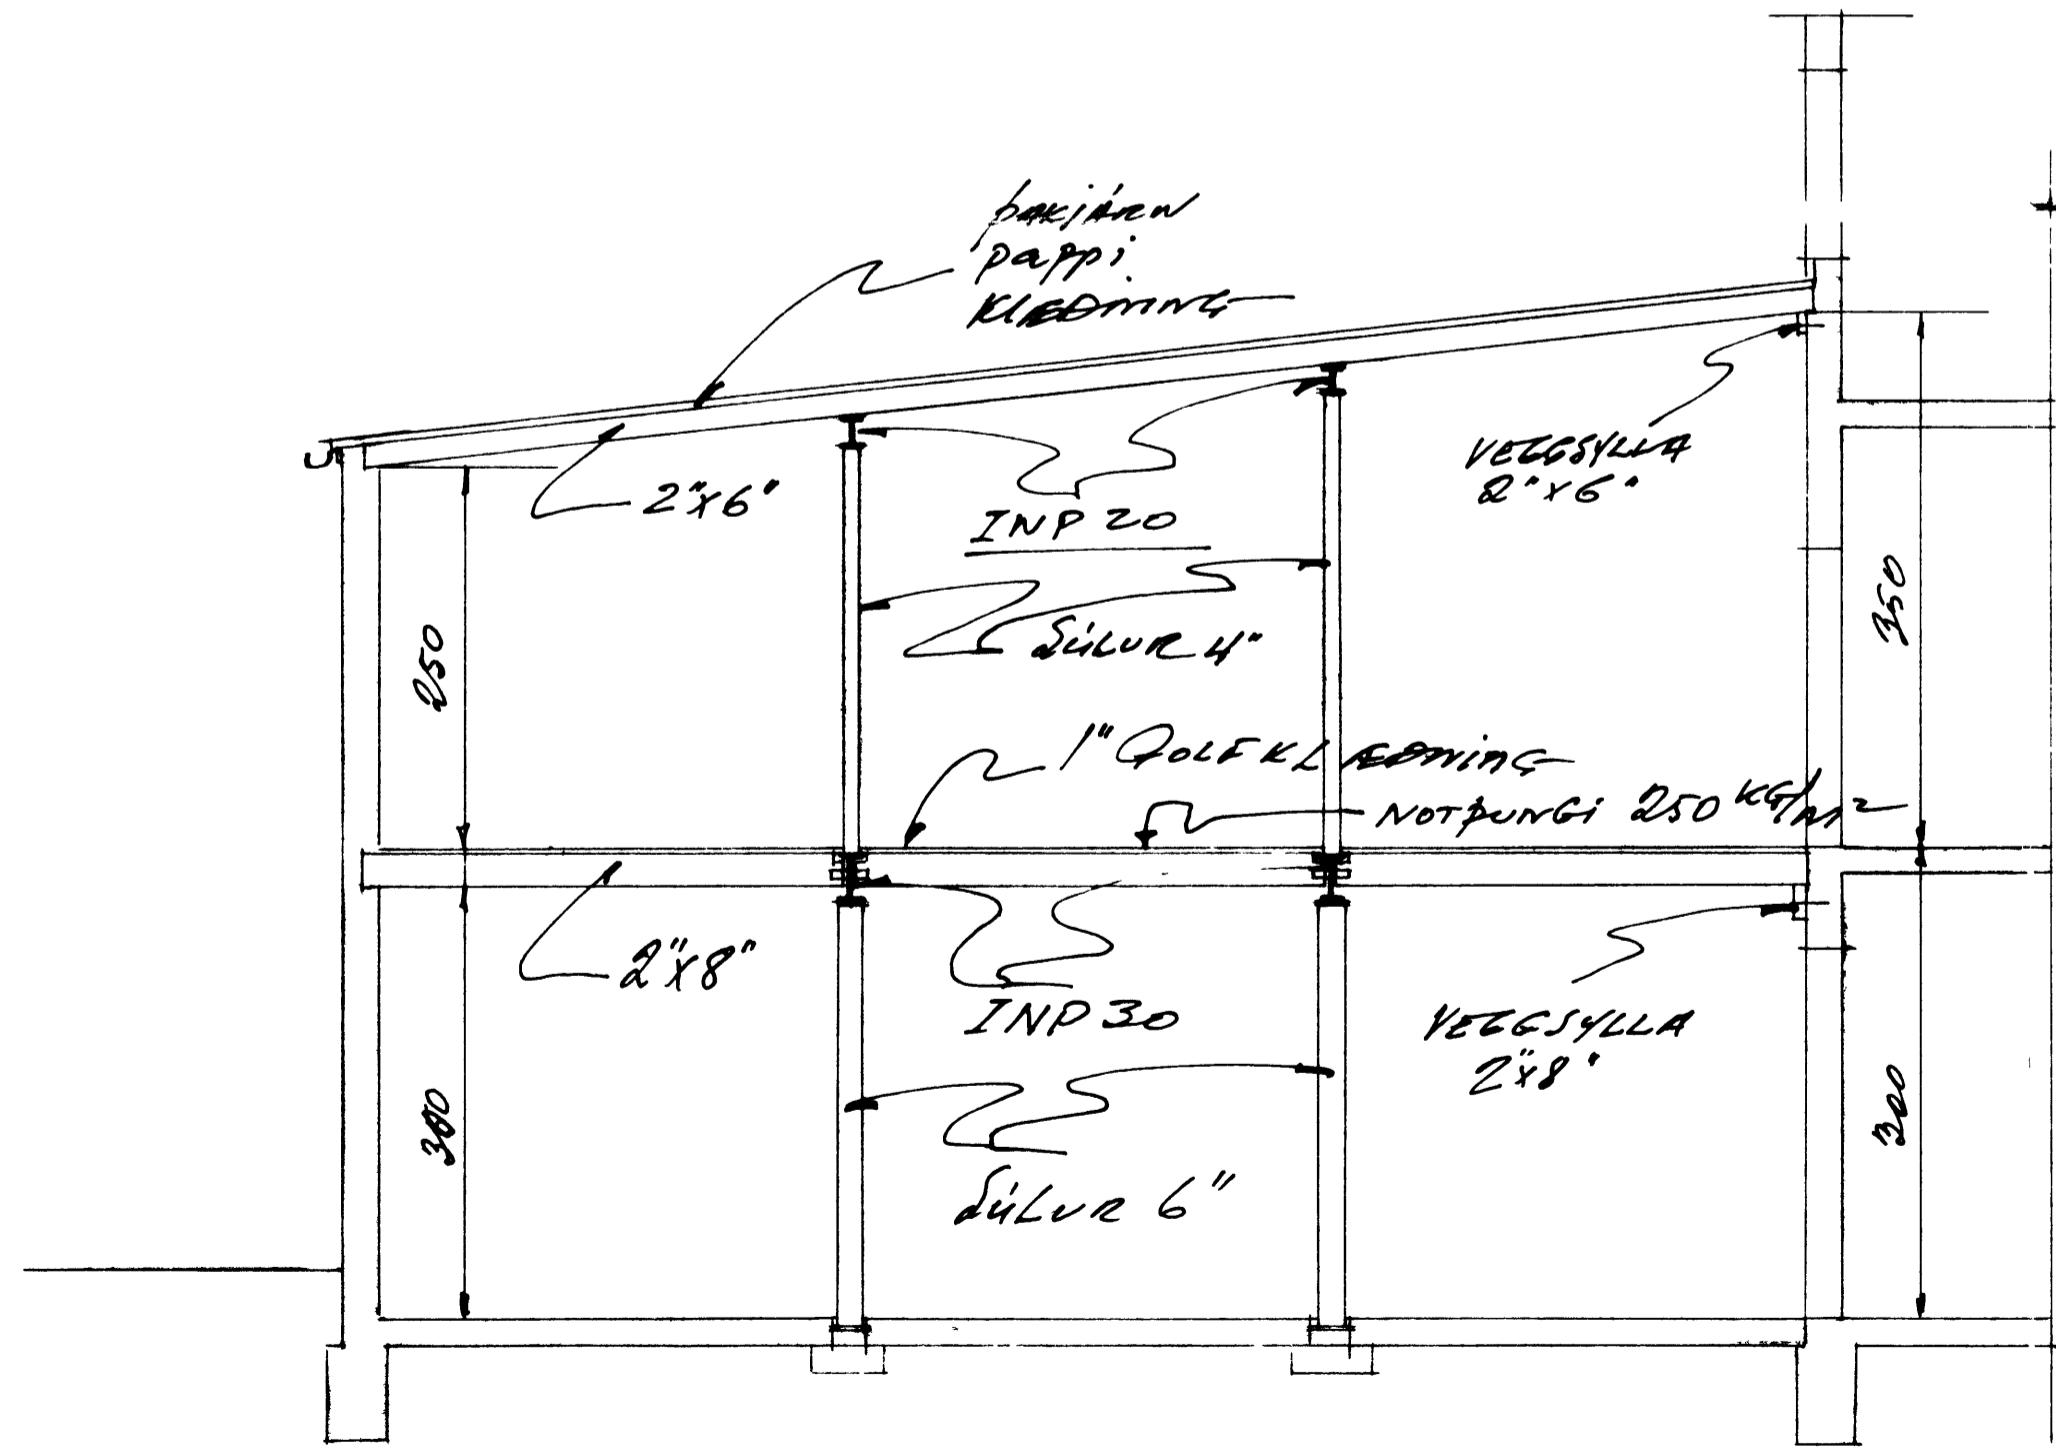 þakjárn
pappi
klæðning
VEGGSYLLA
2"x6"
2"x6"
INP 20
350
Súlur 4"
250
1" Gólfklæðning
NOTÞUNGI 250 KG/M²
2"x8"
INP 30
VEGGSYLLA
2"x8"
300
300
Súlur 6"